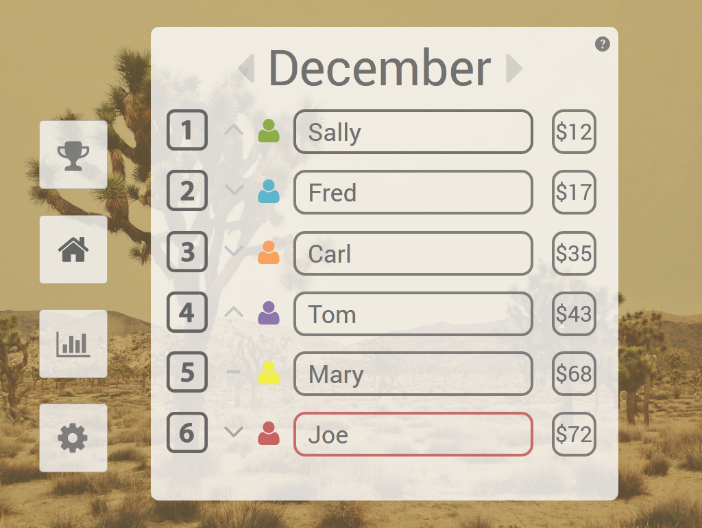 ?
December
1 Sally $12
2 Fred $17
3 Carl $35
4 Tom $43
5 Mary $68
6 Joe $72